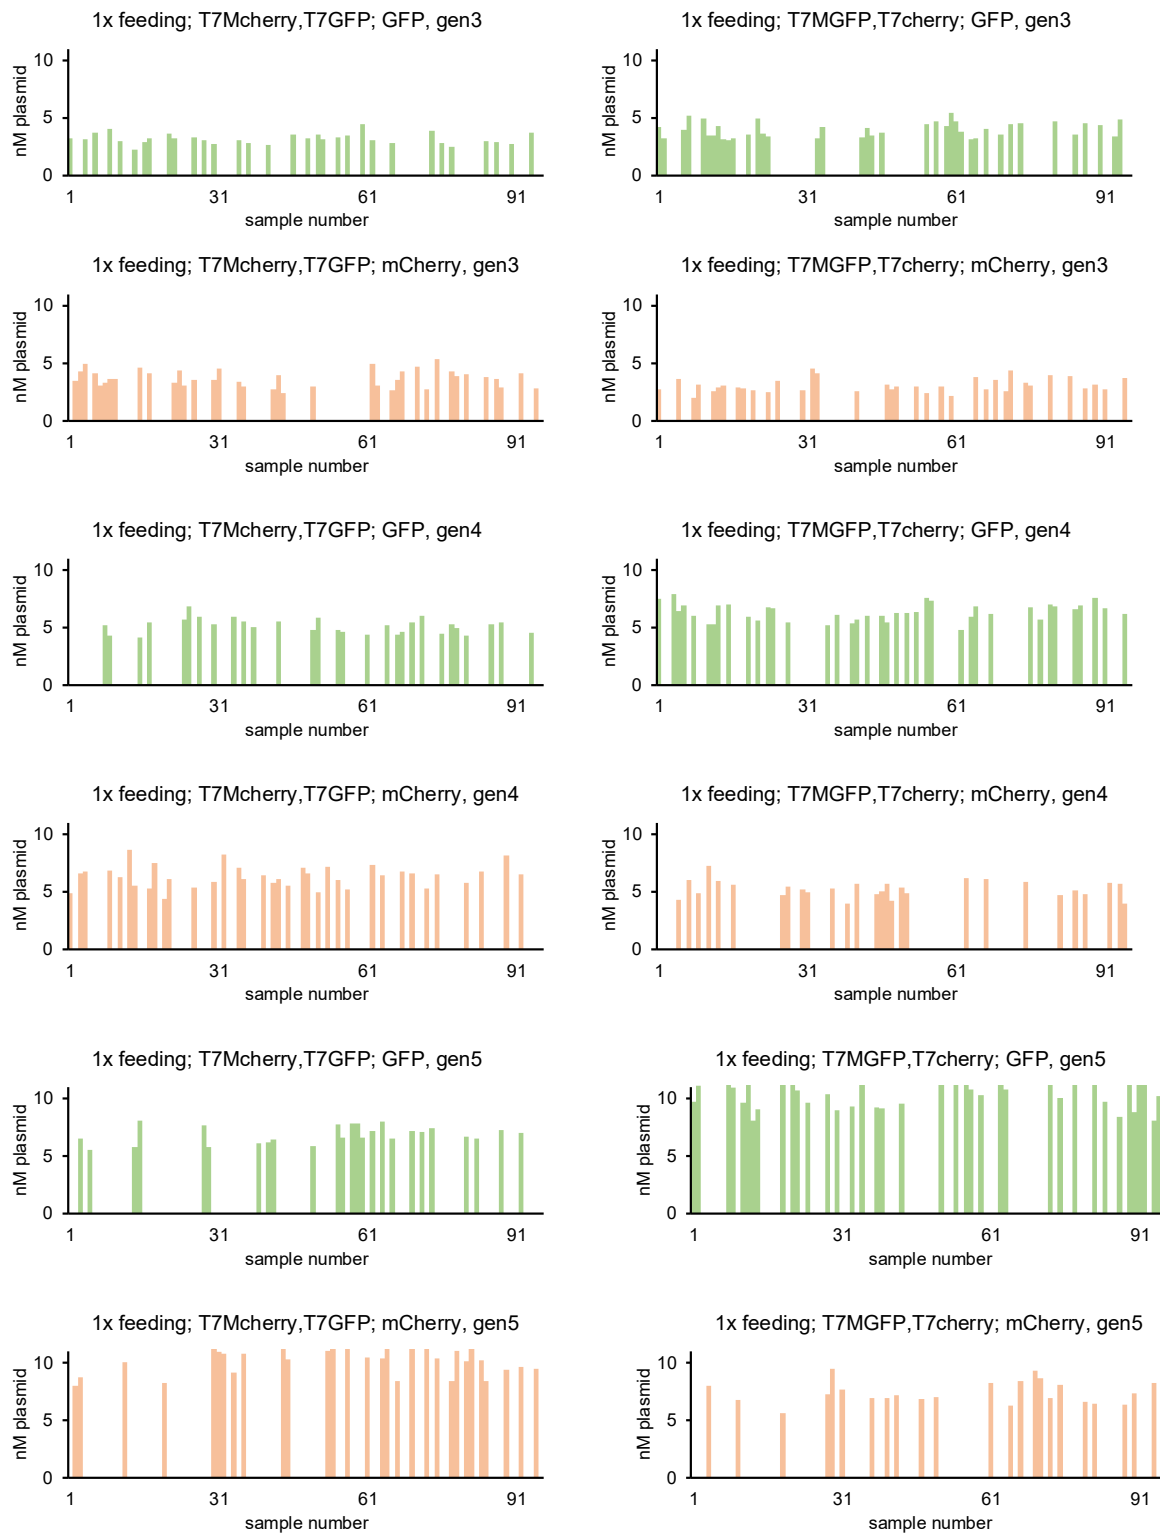 1x feeding; T7Mcherry,T7GFP; GFP, gen3
nM plasmid
10
5
0
1 31 61 91
sample number
1x feeding; T7MGFP,T7cherry; GFP, gen3
nM plasmid
10
5
0
1 31 61 91
sample number
1x feeding; T7Mcherry,T7GFP; mCherry, gen3
nM plasmid
10
5
0
1 31 61 91
sample number
1x feeding; T7MGFP,T7cherry; mCherry, gen3
nM plasmid
10
5
0
1 31 61 91
sample number
1x feeding; T7Mcherry,T7GFP; GFP, gen4
nM plasmid
10
5
0
1 31 61 91
sample number
1x feeding; T7MGFP,T7cherry; GFP, gen4
nM plasmid
10
5
0
1 31 61 91
sample number
1x feeding; T7Mcherry,T7GFP; mCherry, gen4
nM plasmid
10
5
0
1 31 61 91
sample number
1x feeding; T7MGFP,T7cherry; mCherry, gen4
nM plasmid
10
5
0
1 31 61 91
sample number
1x feeding; T7Mcherry,T7GFP; GFP, gen5
nM plasmid
10
5
0
1 31 61 91
sample number
1x feeding; T7MGFP,T7cherry; GFP, gen5
nM plasmid
10
5
0
1 31 61 91
sample number
1x feeding; T7Mcherry,T7GFP; mCherry, gen5
nM plasmid
10
5
0
1 31 61 91
sample number
1x feeding; T7MGFP,T7cherry; mCherry, gen5
nM plasmid
10
5
0
1 31 61 91
sample number